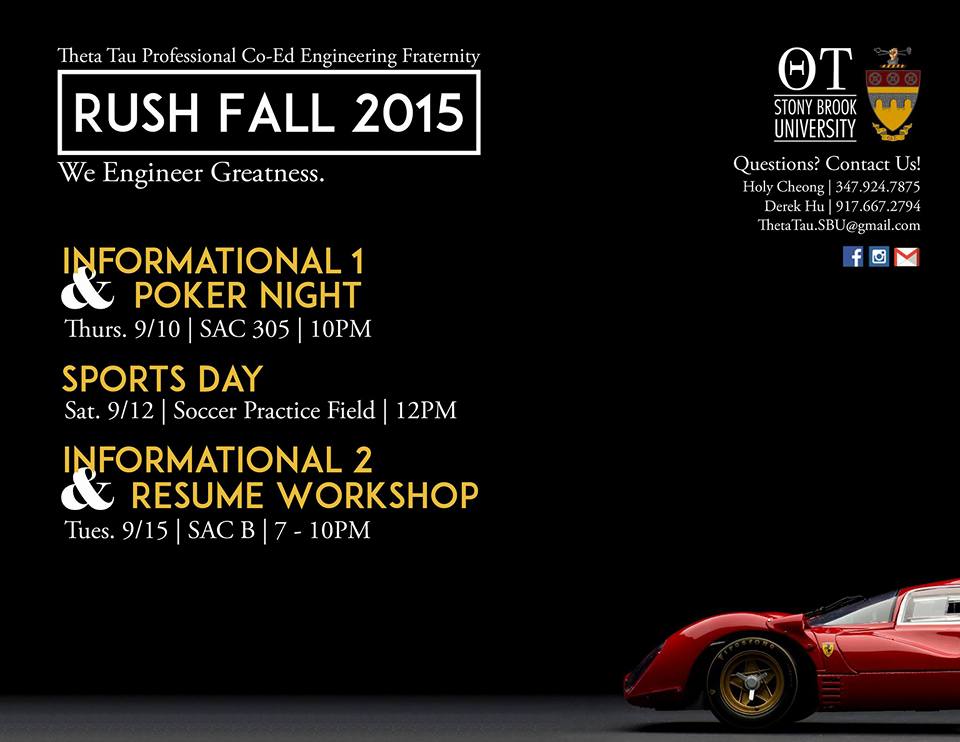 Theta Tau Professional Co-Ed Engineering Fraternity
RUSH FALL 2015
We Engineer Greatness.
ΘΤ
STONY BROOK
UNIVERSITY
Questions? Contact Us!
Holy Cheong | 347.924.7875
Derek Hu | 917.667.2794
ThetaTau.SBU@gmail.com
INFORMATIONAL 1
& POKER NIGHT
Thurs. 9/10 | SAC 305 | 10PM
SPORTS DAY
Sat. 9/12 | Soccer Practice Field | 12PM
INFORMATIONAL 2
& RESUME WORKSHOP
Tues. 9/15 | SAC B | 7 - 10PM
Firestone